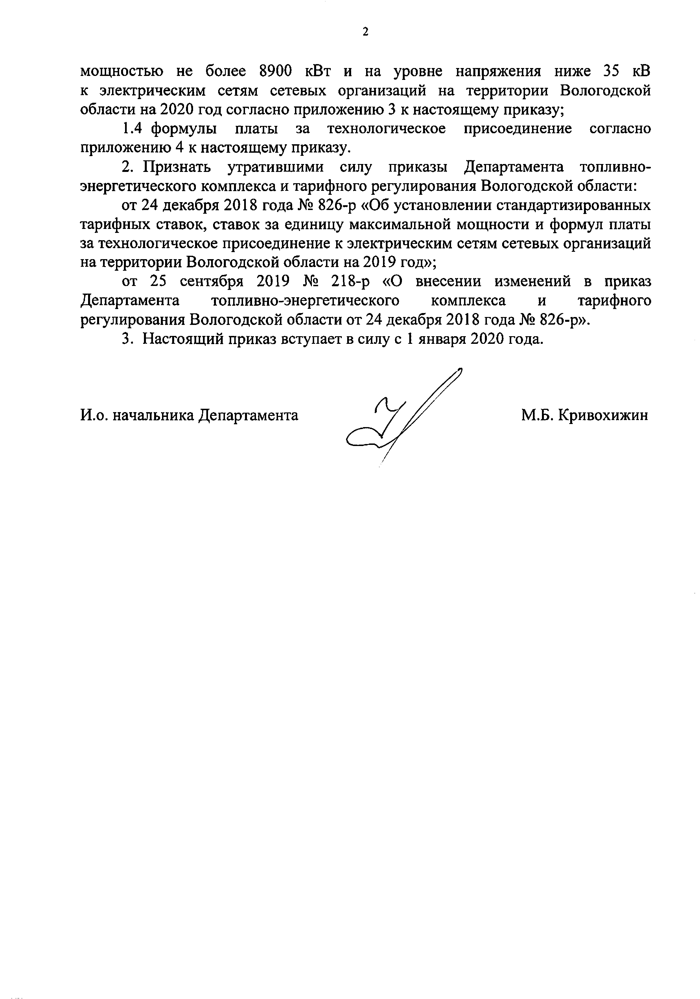 2
мощностью не более 8900 кВт и на уровне напряжения ниже 35 кВ
к электрическим сетям сетевых организаций на территории Вологодской
области на 2020 год согласно приложению 3 к настоящему приказу;
1.4 формулы платы за технологическое присоединение согласно
приложению 4 к настоящему приказу.
2. Признать утратившими силу приказы Департамента топливно-
энергетического комплекса и тарифного регулирования Вологодской области:
от 24 декабря 2018 года № 826-р «Об установлении стандартизированных
тарифных ставок, ставок за единицу максимальной мощности и формул платы
за технологическое присоединение к электрическим сетям сетевых организаций
на территории Вологодской области на 2019 год»;
от 25 сентября 2019 № 218-р «О внесении изменений в приказ
Департамента топливно-энергетического комплекса и тарифного
регулирования Вологодской области от 24 декабря 2018 года № 826-р».
3. Настоящий приказ вступает в силу с 1 января 2020 года.
И.о. начальника Департамента М.Б. Кривохижин